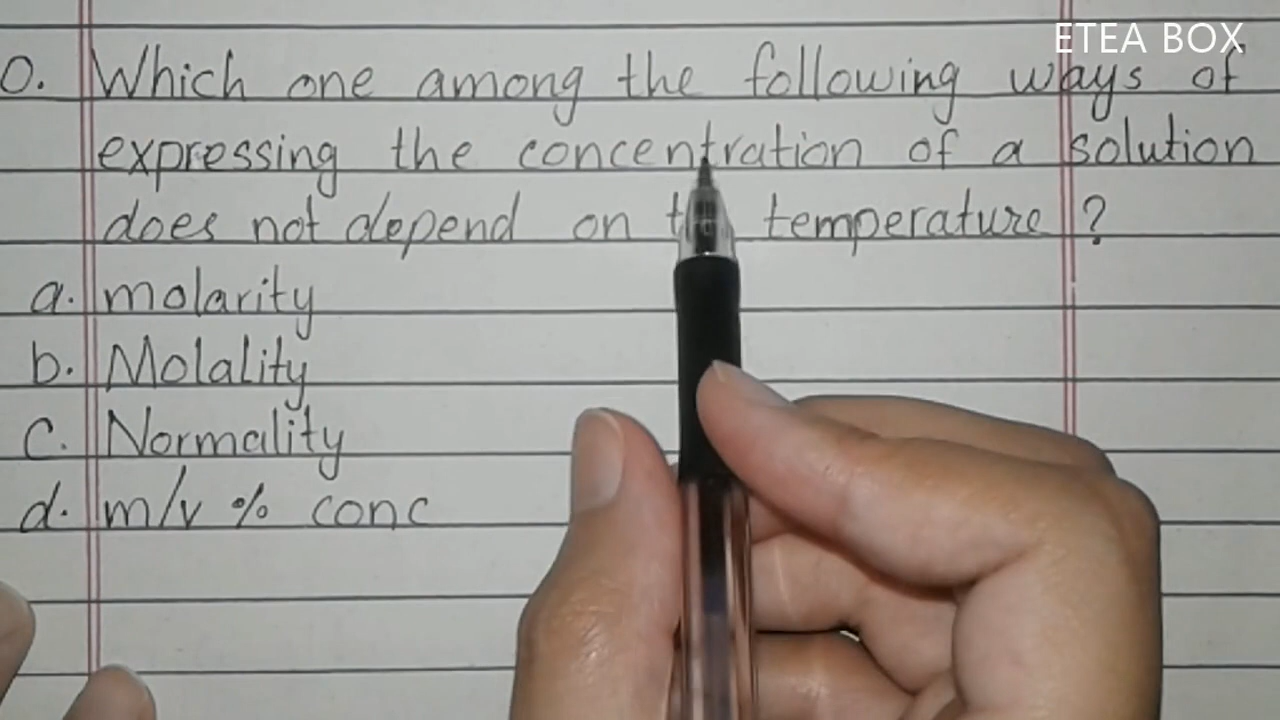 ETEA BOX
O. Which one among the following ways of
expressing the concentration of a solution
does not depend on temperature?
a. molarity
b. Molality
c. Normality
d. m/v % conc